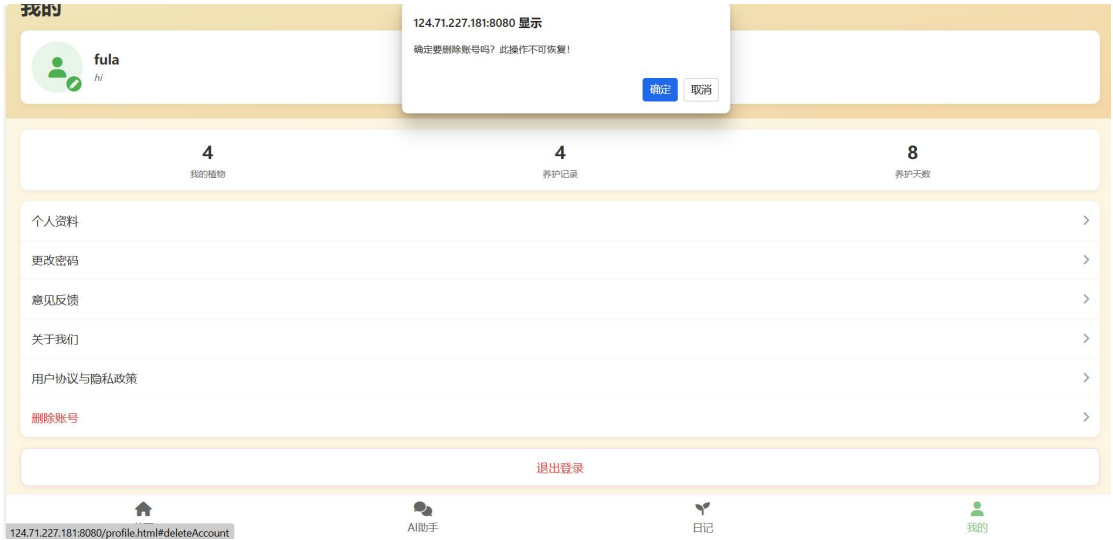 我的
124.71.227.181:8080 显示
确定要删除账号吗？此操作不可恢复！
确定
取消
fula
hi
4
我的植物
4
养护记录
8
养护天数
个人资料
更改密码
意见反馈
关于我们
用户协议与隐私政策
删除账号
退出登录
AI助手
日记
我的
124.71.227.181:8080/profile.html#deleteAccount